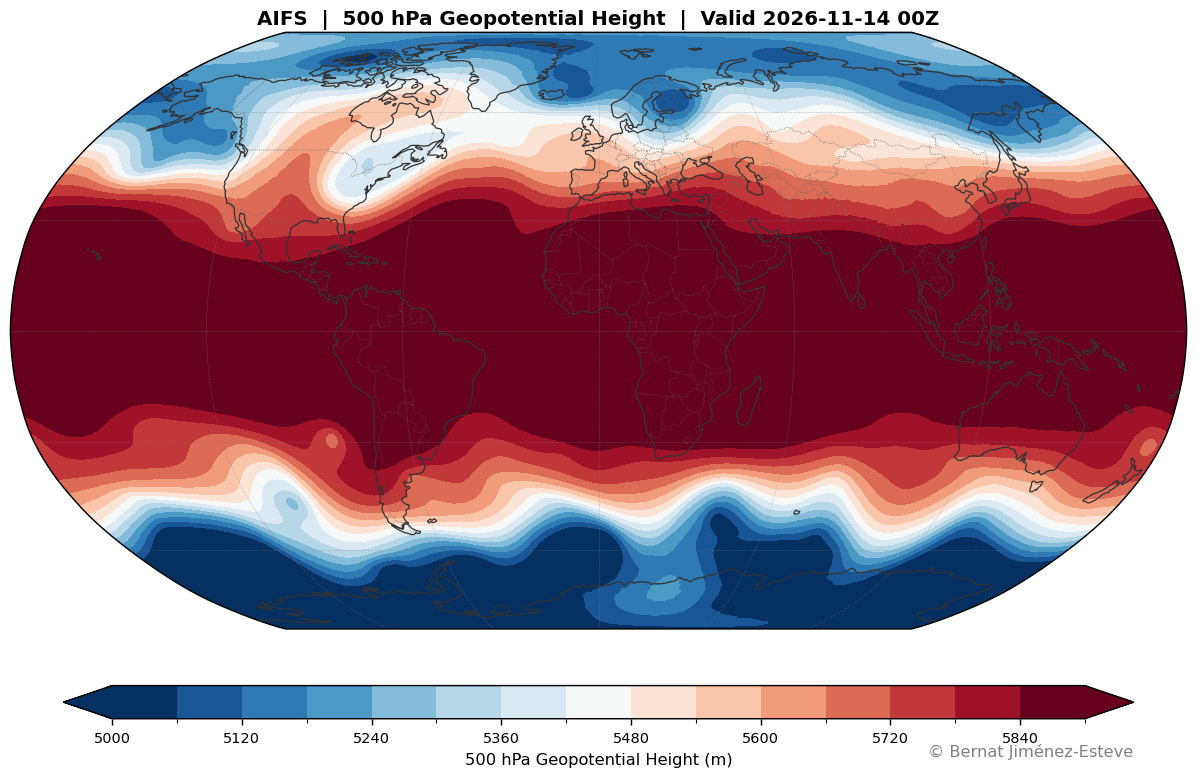 AIFS | 500 hPa Geopotential Height | Valid 2026-11-14 00Z
5000 5120 5240 5360 5480 5600 5720 5840
500 hPa Geopotential Height (m)
© Bernat Jiménez-Esteve